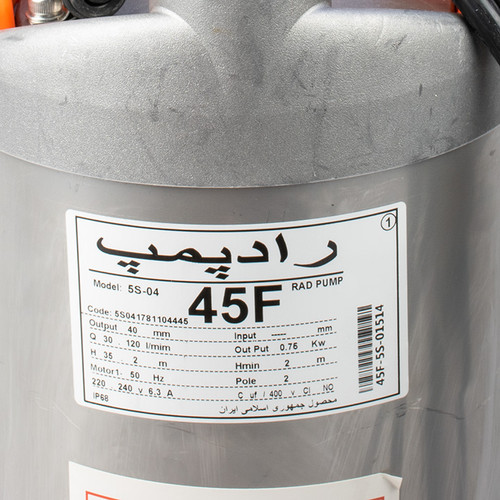 1
رادپمپ
Model: 5S-04 45F RAD PUMP
Code: 5S041781104445
Output 40 mm Input ----- mm
Q 30 . 120 l/mim Out Put 0.75 Kw
H 35 . 2 m Hmin 2 m
Motor1- 50 Hz Pole 2
220 . 240 v 6.3 A C uf / 400 v Cl NO
IP68 محصول جمهوری اسلامی ایران
45F-5S-01514